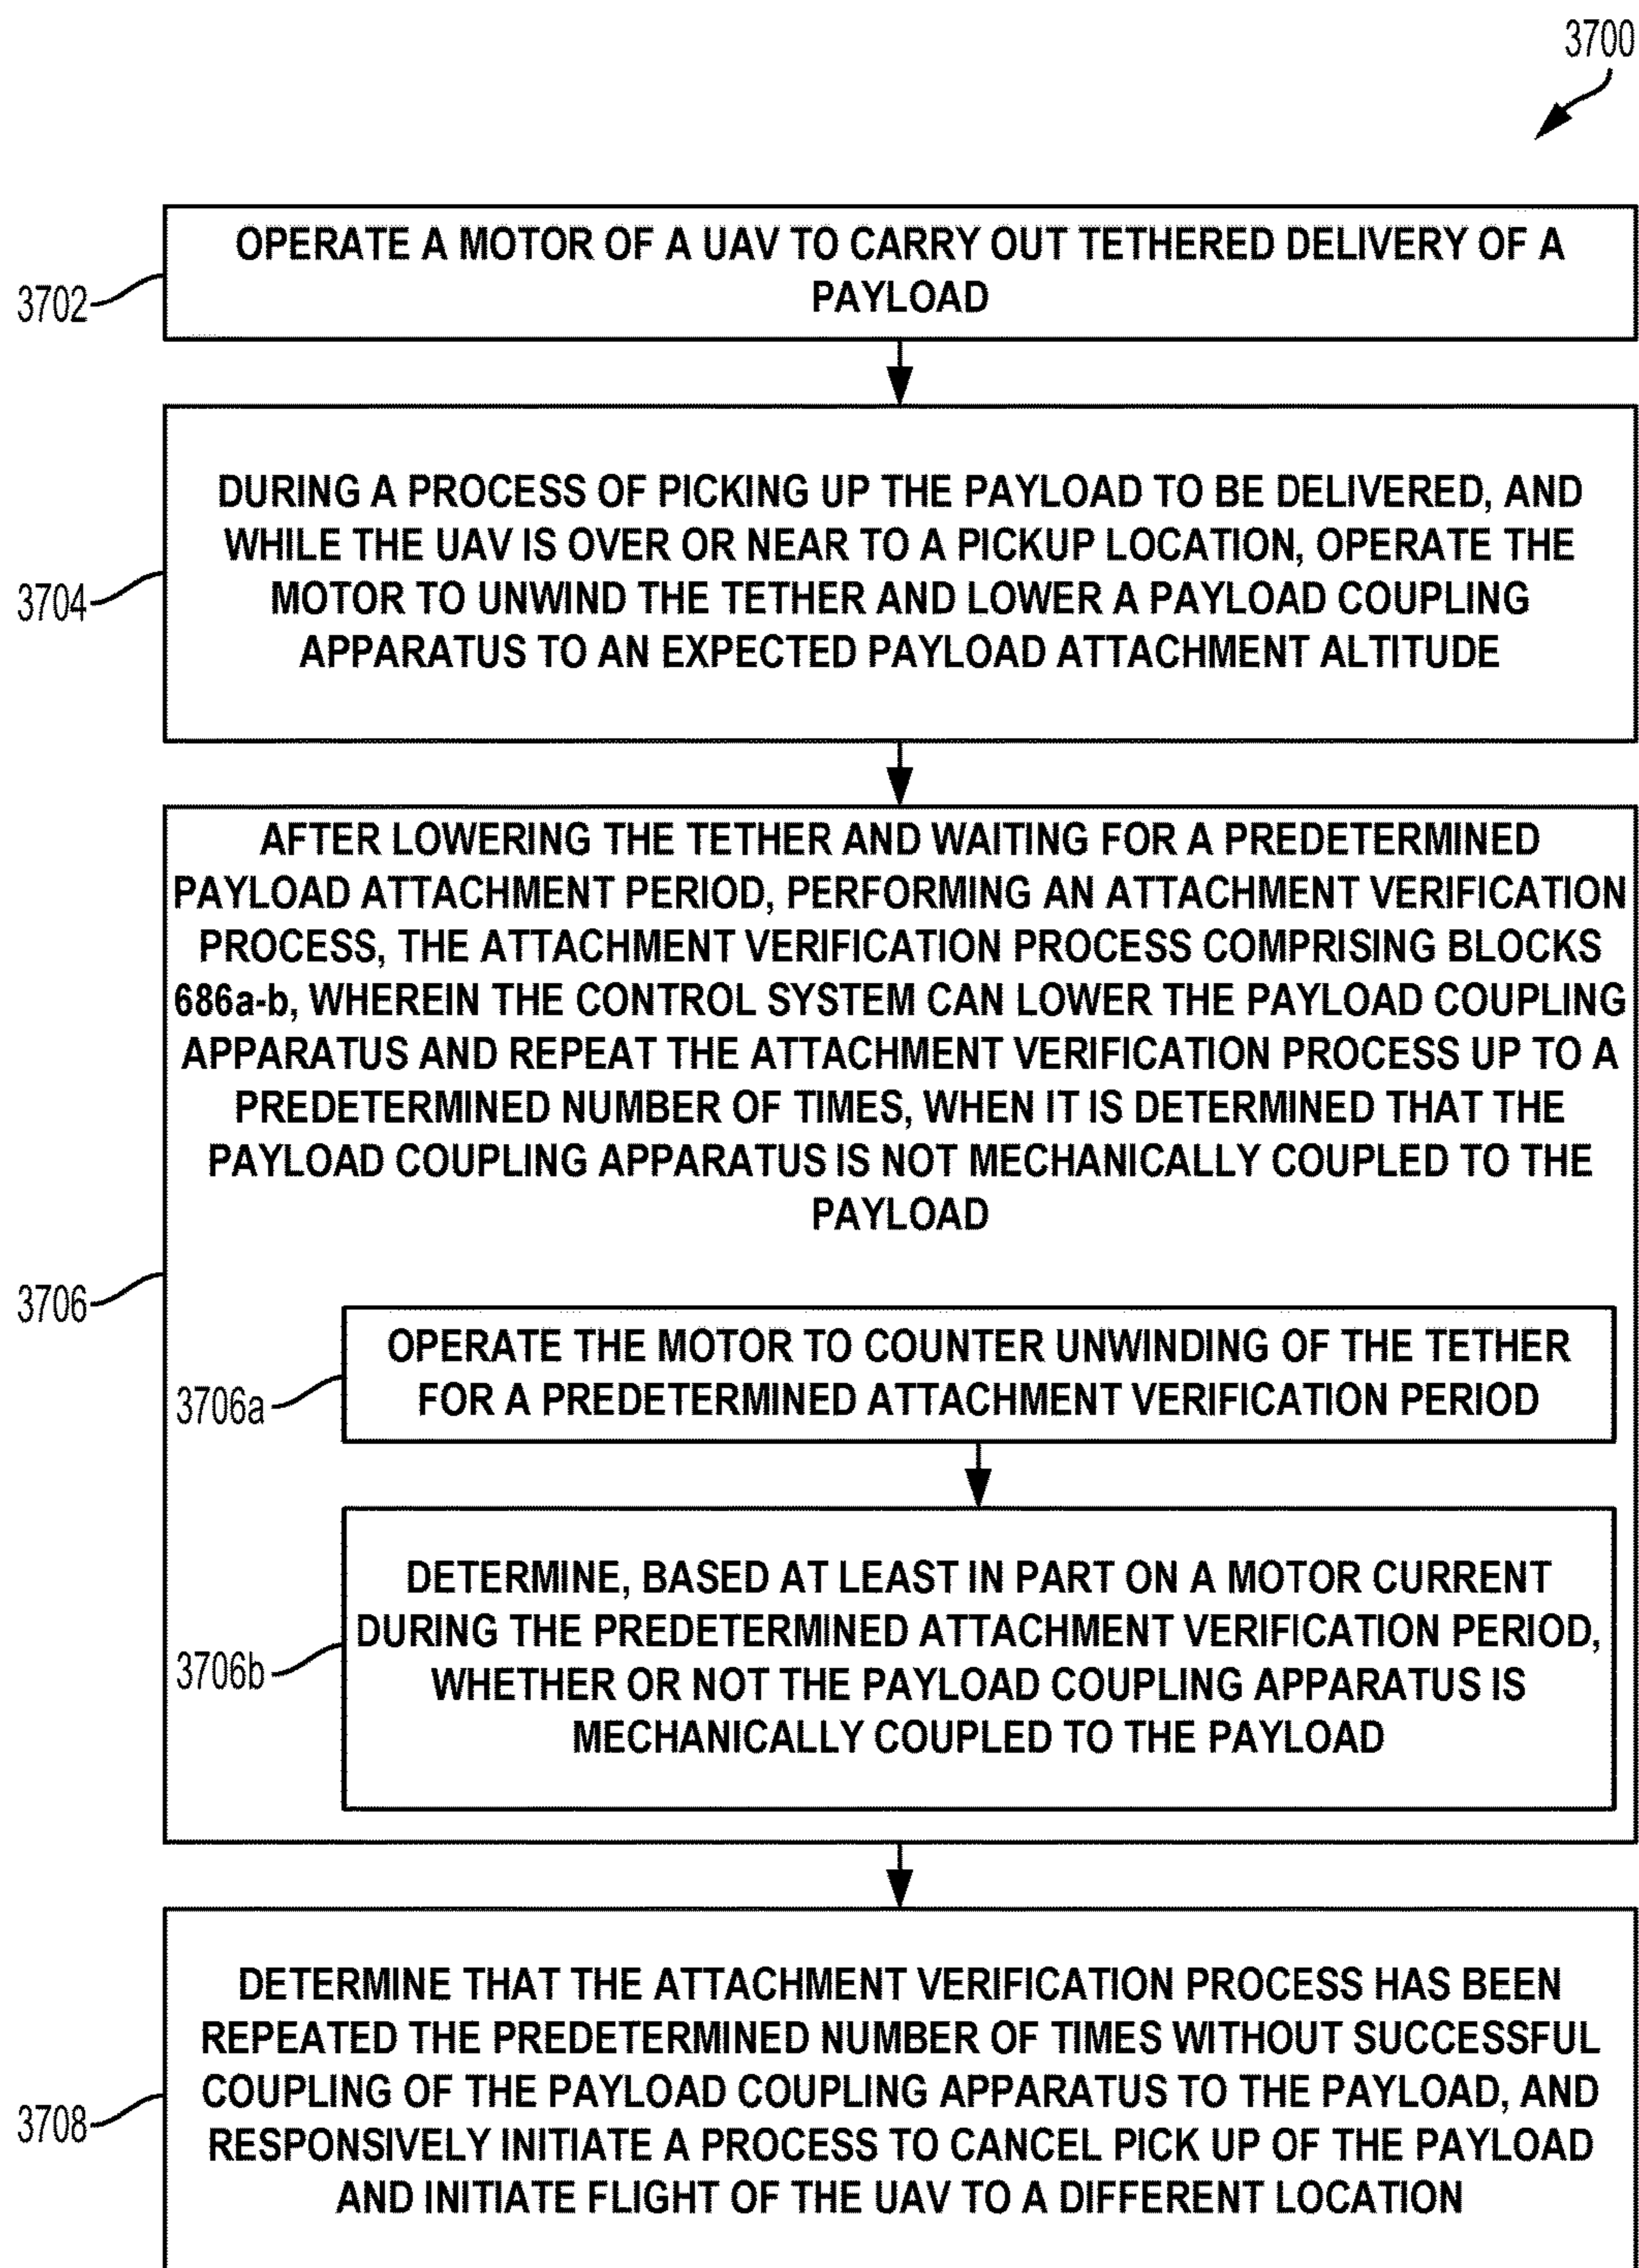 3700
OPERATE A MOTOR OF A UAV TO CARRY OUT TETHERED DELIVERY OF A
PAYLOAD
3702
DURING A PROCESS OF PICKING UP THE PAYLOAD TO BE DELIVERED, AND
WHILE THE UAV IS OVER OR NEAR TO A PICKUP LOCATION, OPERATE THE
MOTOR TO UNWIND THE TETHER AND LOWER A PAYLOAD COUPLING
APPARATUS TO AN EXPECTED PAYLOAD ATTACHMENT ALTITUDE
3704
AFTER LOWERING THE TETHER AND WAITING FOR A PREDETERMINED
PAYLOAD ATTACHMENT PERIOD, PERFORMING AN ATTACHMENT VERIFICATION
PROCESS, THE ATTACHMENT VERIFICATION PROCESS COMPRISING BLOCKS
686a-b, WHEREIN THE CONTROL SYSTEM CAN LOWER THE PAYLOAD COUPLING
APPARATUS AND REPEAT THE ATTACHMENT VERIFICATION PROCESS UP TO A
PREDETERMINED NUMBER OF TIMES, WHEN IT IS DETERMINED THAT THE
PAYLOAD COUPLING APPARATUS IS NOT MECHANICALLY COUPLED TO THE
PAYLOAD
3706
OPERATE THE MOTOR TO COUNTER UNWINDING OF THE TETHER
FOR A PREDETERMINED ATTACHMENT VERIFICATION PERIOD
3706a
DETERMINE, BASED AT LEAST IN PART ON A MOTOR CURRENT
DURING THE PREDETERMINED ATTACHMENT VERIFICATION PERIOD,
WHETHER OR NOT THE PAYLOAD COUPLING APPARATUS IS
MECHANICALLY COUPLED TO THE PAYLOAD
3706b
DETERMINE THAT THE ATTACHMENT VERIFICATION PROCESS HAS BEEN
REPEATED THE PREDETERMINED NUMBER OF TIMES WITHOUT SUCCESSFUL
COUPLING OF THE PAYLOAD COUPLING APPARATUS TO THE PAYLOAD, AND
RESPONSIVELY INITIATE A PROCESS TO CANCEL PICK UP OF THE PAYLOAD
AND INITIATE FLIGHT OF THE UAV TO A DIFFERENT LOCATION
3708